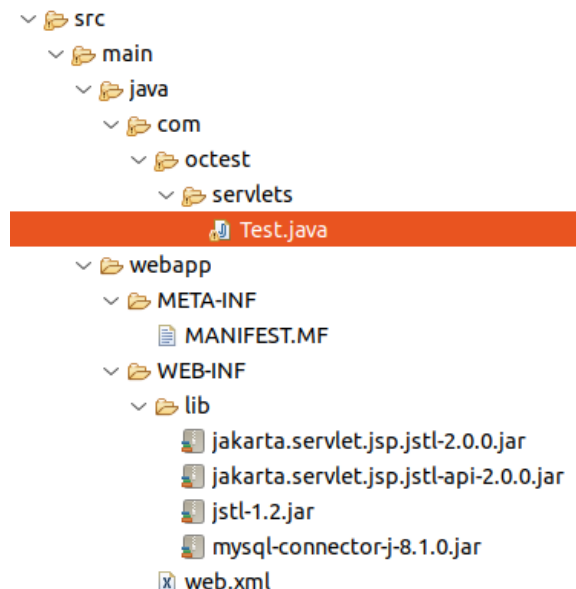 src
main
java
com
octest
servlets
Test.java
webapp
META-INF
MANIFEST.MF
WEB-INF
lib
jakarta.servlet.jsp.jstl-2.0.0.jar
jakarta.servlet.jsp.jstl-api-2.0.0.jar
jstl-1.2.jar
mysql-connector-j-8.1.0.jar
web.xml